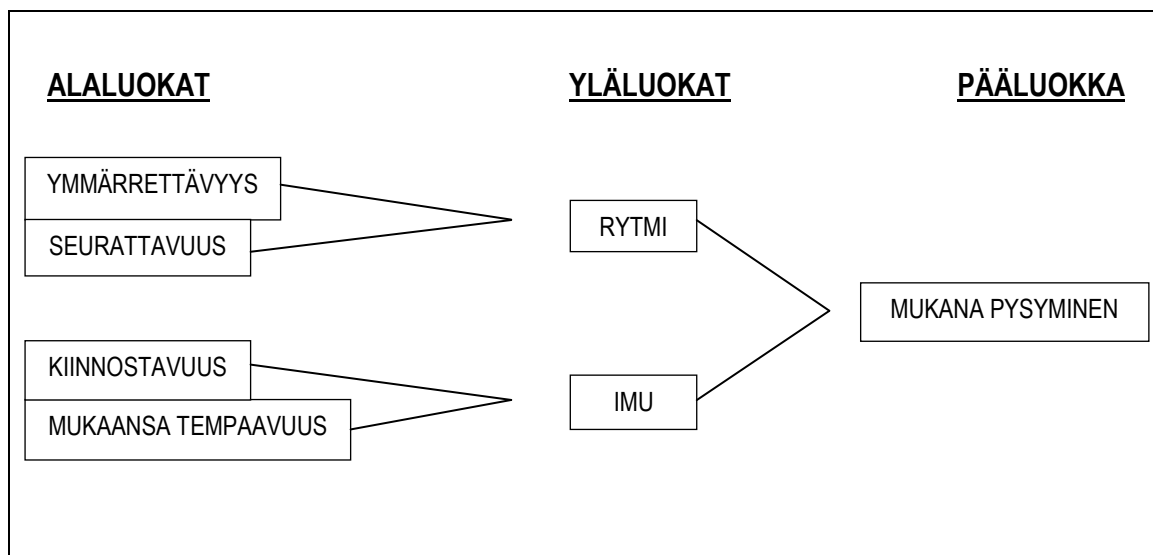 ALALUOKAT
YLÄLUOKAT
PÄÄLUOKKA
YMMÄRRETTÄVYYS
SEURATTAVUUS
RYTMI
MUKANA PYSYMINEN
KIINNOSTAVUUS
MUKAANSA TEMPAAVUUS
IMU